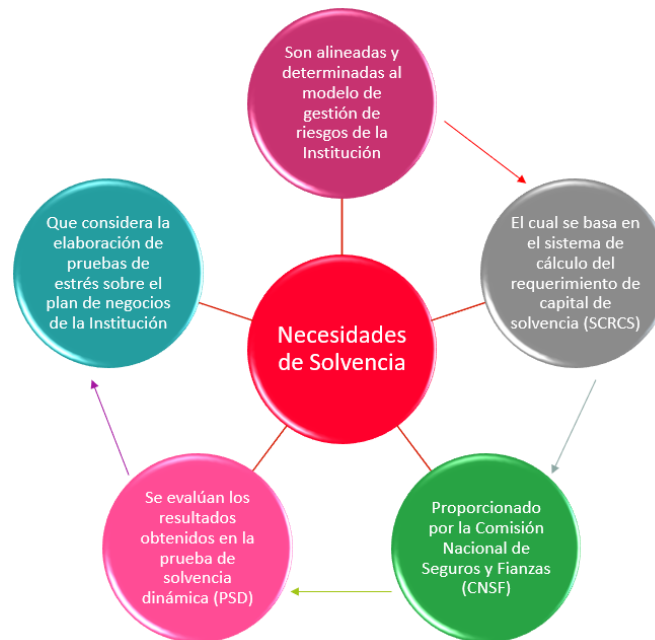 Son alineadas y
determinadas al
modelo de
gestión de
riesgos de la
Institución
El cual se basa en
el sistema de
cálculo del
requerimiento de
capital de
solvencia (SCRCS)
Proporcionado
por la Comisión
Nacional de
Seguros y Fianzas
(CNSF)
Se evalúan los
resultados
obtenidos en la
prueba de
solvencia
dinámica (PSD)
Que considera la
elaboración de
pruebas de
estrés sobre el
plan de negocios
de la Institución
Necesidades
de Solvencia